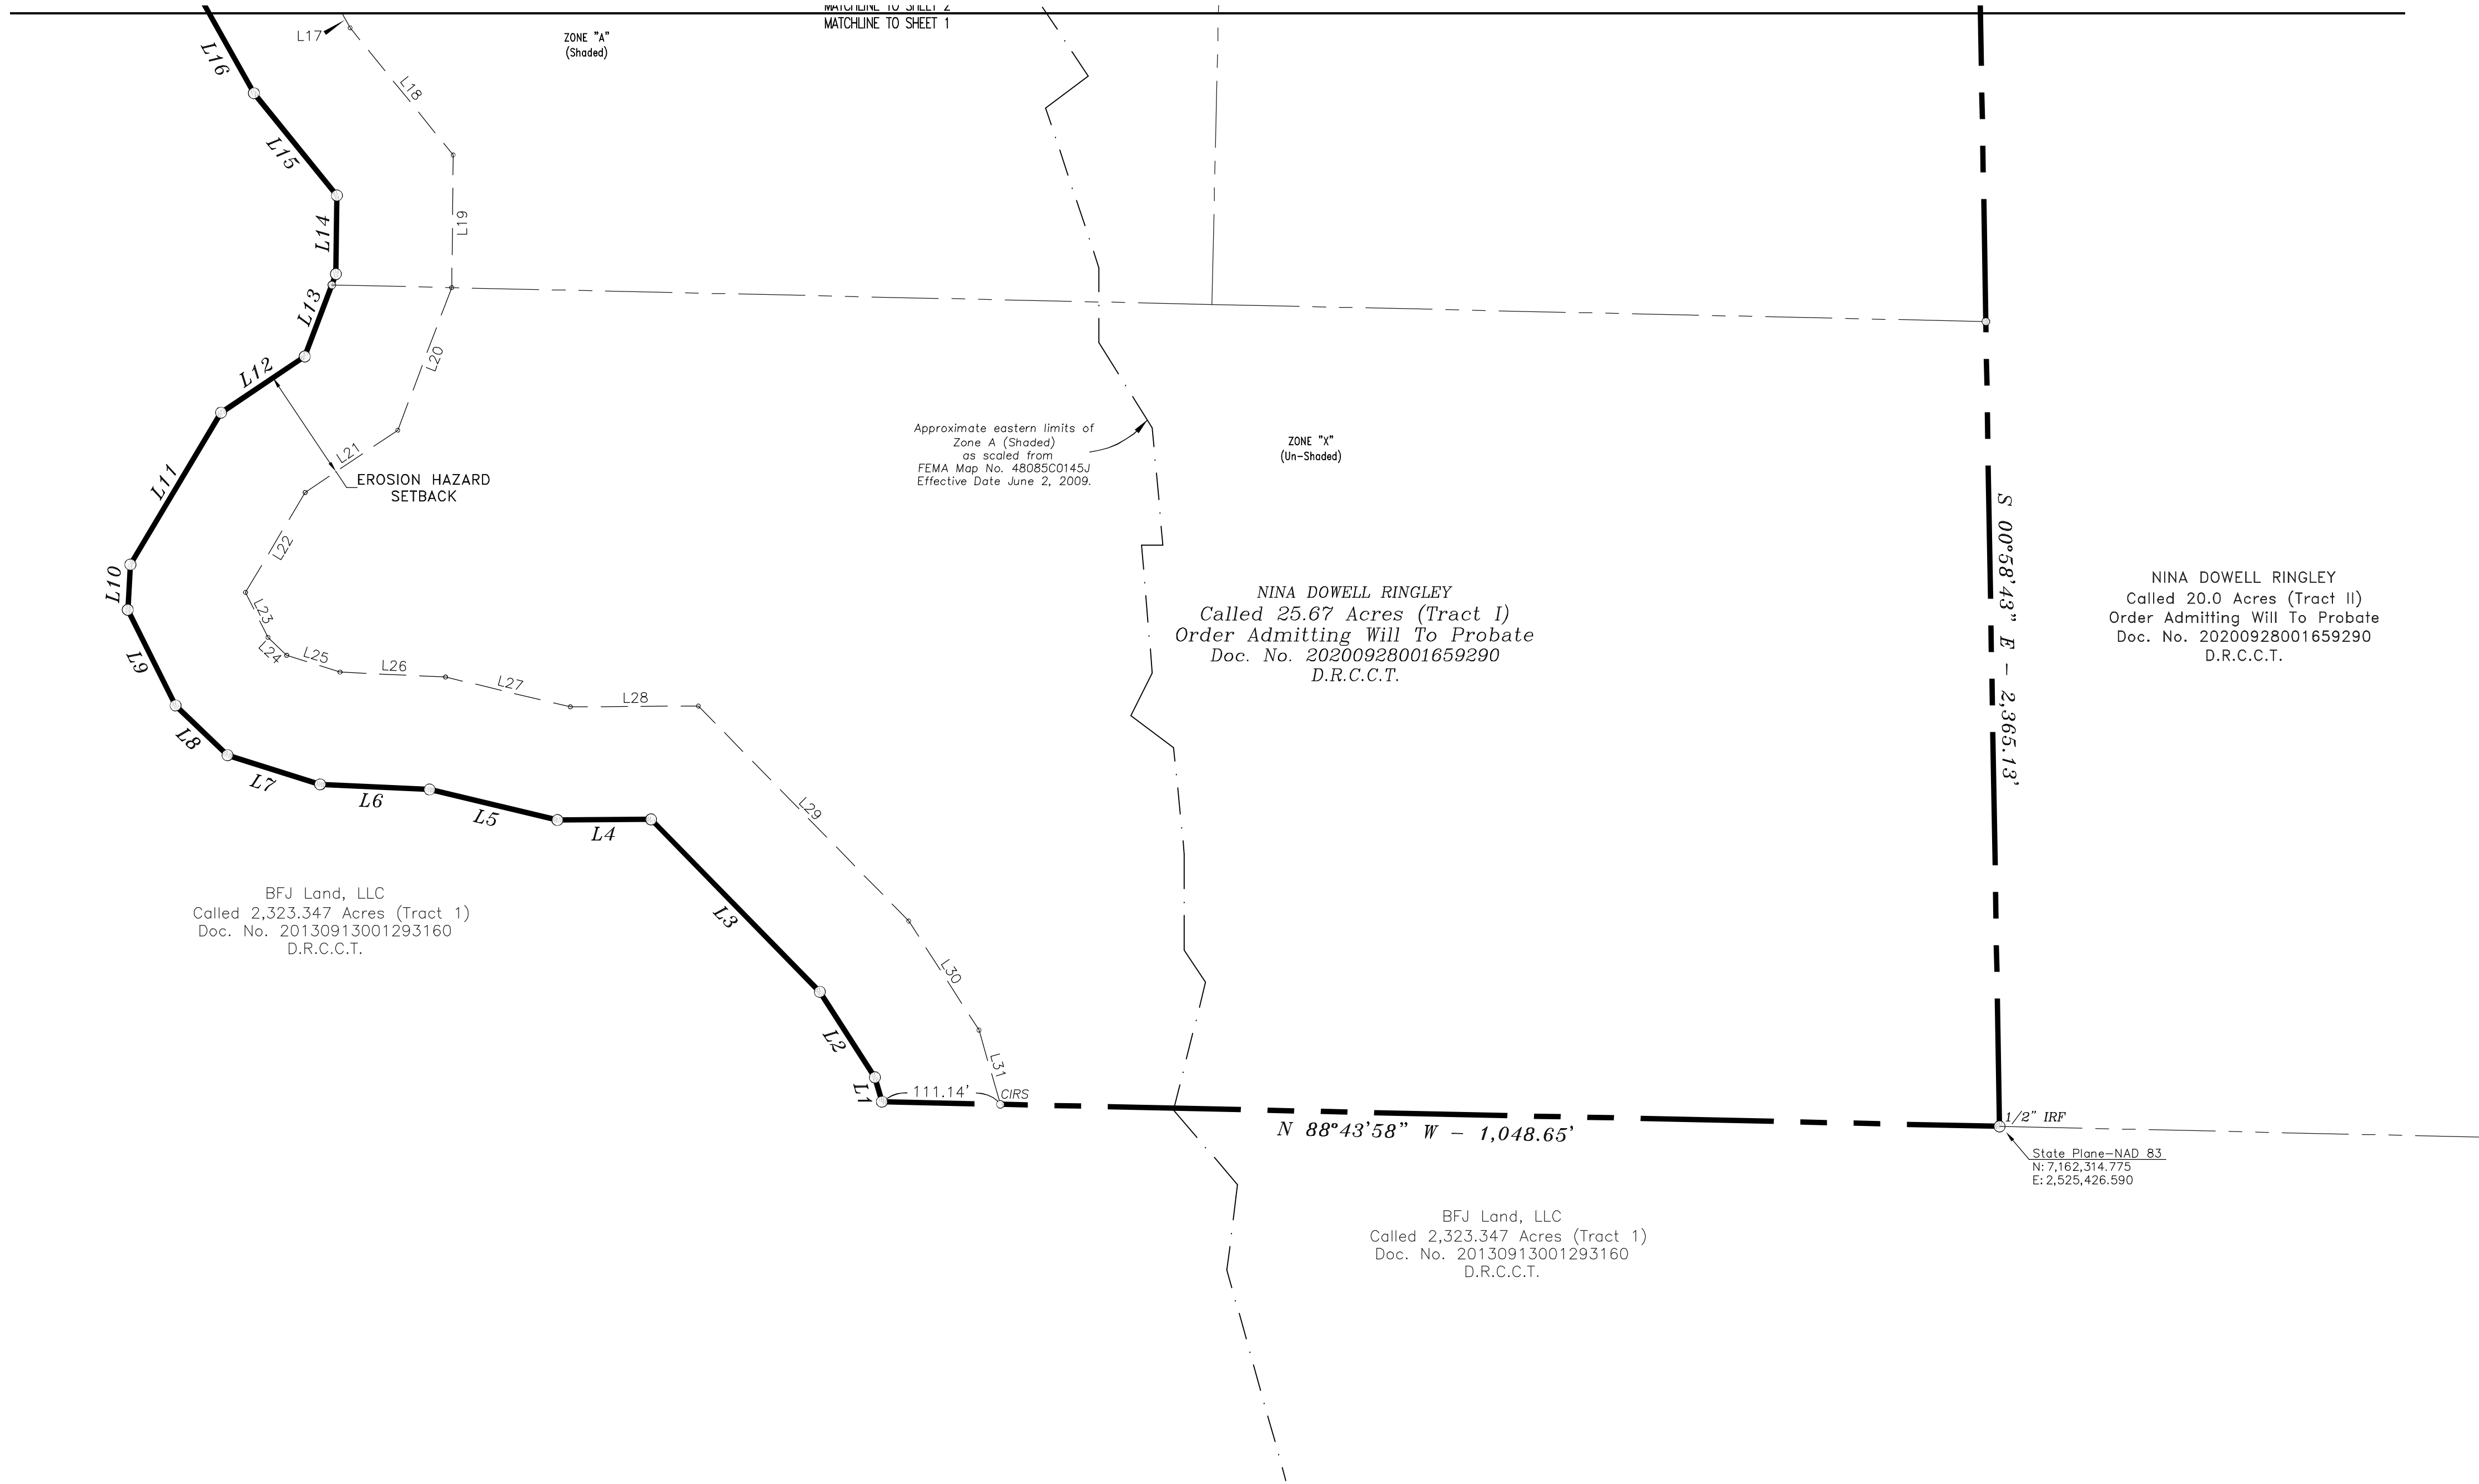 MATCHLINE TO SHEET 2
MATCHLINE TO SHEET 1
L17
ZONE "A"
(Shaded)
L16
L18
L15
L14
L19
L13
L20
L12
L21
EROSION HAZARD
SETBACK
L11
L22
L10
L23
L24
L25
L26
L27
L28
L9
L8
L7
L6
L5
L4
L29
L3
L30
L2
L31
L1
111.14'
CIRS
Approximate eastern limits of
Zone A (Shaded)
as scaled from
FEMA Map No. 48085C0145J
Effective Date June 2, 2009.
ZONE "X"
(Un-Shaded)
NINA DOWELL RINGLEY
Called 25.67 Acres (Tract I)
Order Admitting Will To Probate
Doc. No. 20200928001659290
D.R.C.C.T.
S 00°58'43" E - 2,365.13'
NINA DOWELL RINGLEY
Called 20.0 Acres (Tract II)
Order Admitting Will To Probate
Doc. No. 20200928001659290
D.R.C.C.T.
BFJ Land, LLC
Called 2,323.347 Acres (Tract 1)
Doc. No. 20130913001293160
D.R.C.C.T.
N 88°43'58" W - 1,048.65'
1/2" IRF
State Plane-NAD 83
N: 7,162,314.775
E: 2,525,426.590
BFJ Land, LLC
Called 2,323.347 Acres (Tract 1)
Doc. No. 20130913001293160
D.R.C.C.T.